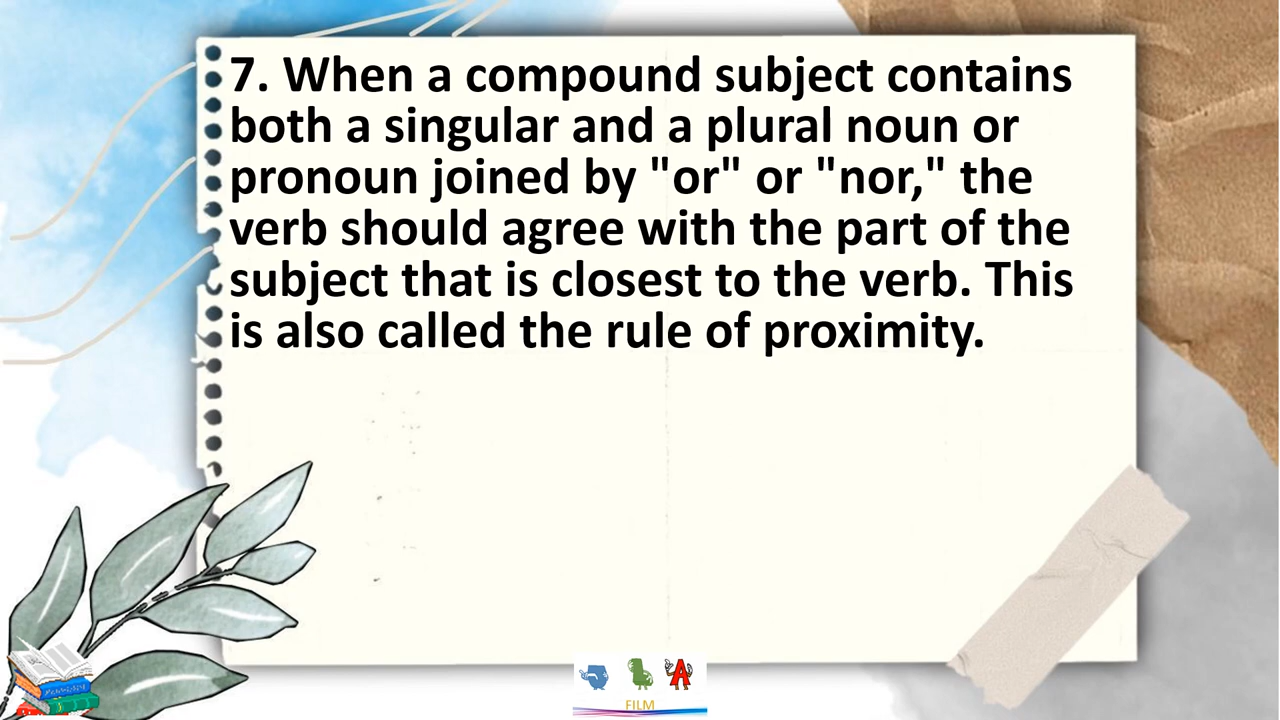 7. When a compound subject contains
both a singular and a plural noun or
pronoun joined by "or" or "nor," the
verb should agree with the part of the
subject that is closest to the verb. This
is also called the rule of proximity.
FILM